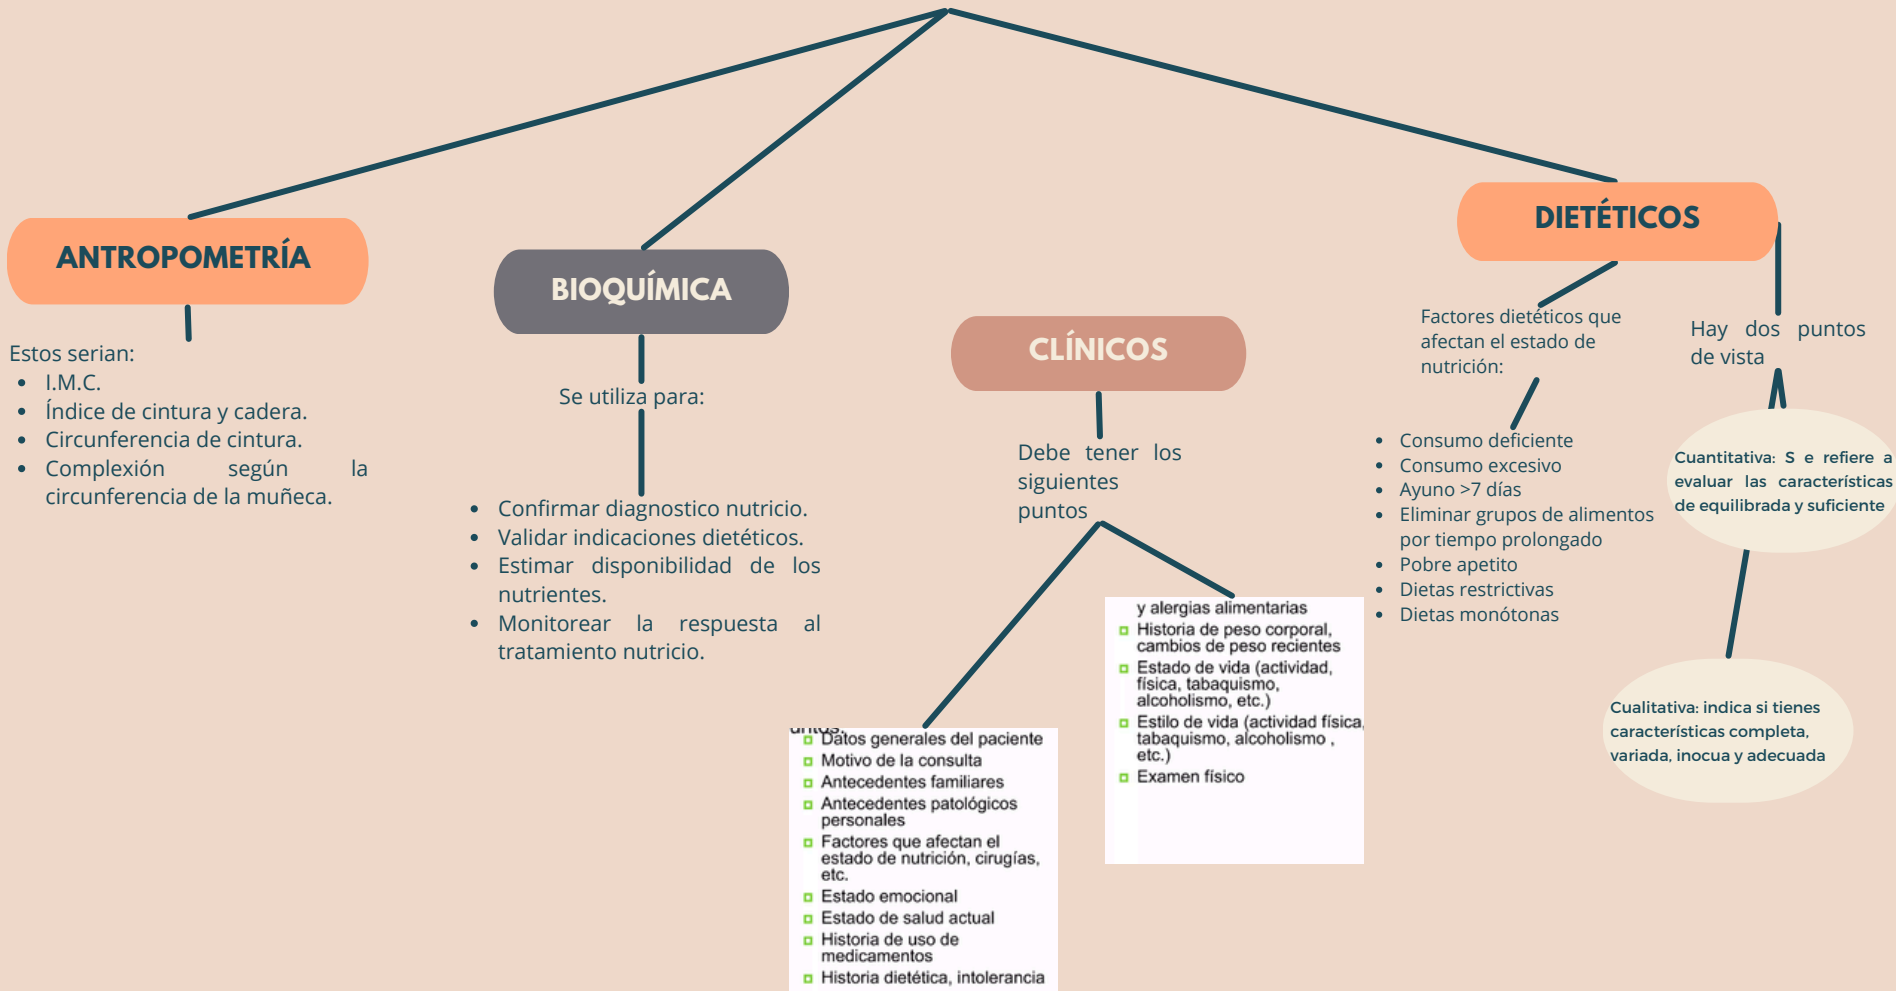 ANTROPOMETRÍA
Estos serian:
• I.M.C.
• Índice de cintura y cadera.
• Circunferencia de cintura.
• Complexión según la
circunferencia de la muñeca.
BIOQUÍMICA
Se utiliza para:
• Confirmar diagnostico nutricio.
• Validar indicaciones dietéticos.
• Estimar disponibilidad de los
nutrientes.
• Monitorear la respuesta al
tratamiento nutricio.
CLÍNICOS
Debe tener los
siguientes
puntos
Datos generales del paciente
Motivo de la consulta
Antecedentes familiares
Antecedentes patológicos
personales
Factores que afectan el
estado de nutrición, cirugías,
etc.
Estado emocional
Estado de salud actual
Historia de uso de
medicamentos
Historia dietética, intolerancia
y alergias alimentarias
Historia de peso corporal,
cambios de peso recientes
Estado de vida (actividad,
física, tabaquismo,
alcoholismo, etc.)
Estilo de vida (actividad física,
tabaquismo, alcoholismo ,
etc.)
Examen físico
DIETÉTICOS
Factores dietéticos que
afectan el estado de
nutrición:
• Consumo deficiente
• Consumo excesivo
• Ayuno >7 días
• Eliminar grupos de alimentos
por tiempo prolongado
• Pobre apetito
• Dietas restrictivas
• Dietas monótonas
Hay dos puntos
de vista
Cuantitativa: S e refiere a
evaluar las características
de equilibrada y suficiente
Cualitativa: indica si tienes
características completa,
variada, inocua y adecuada